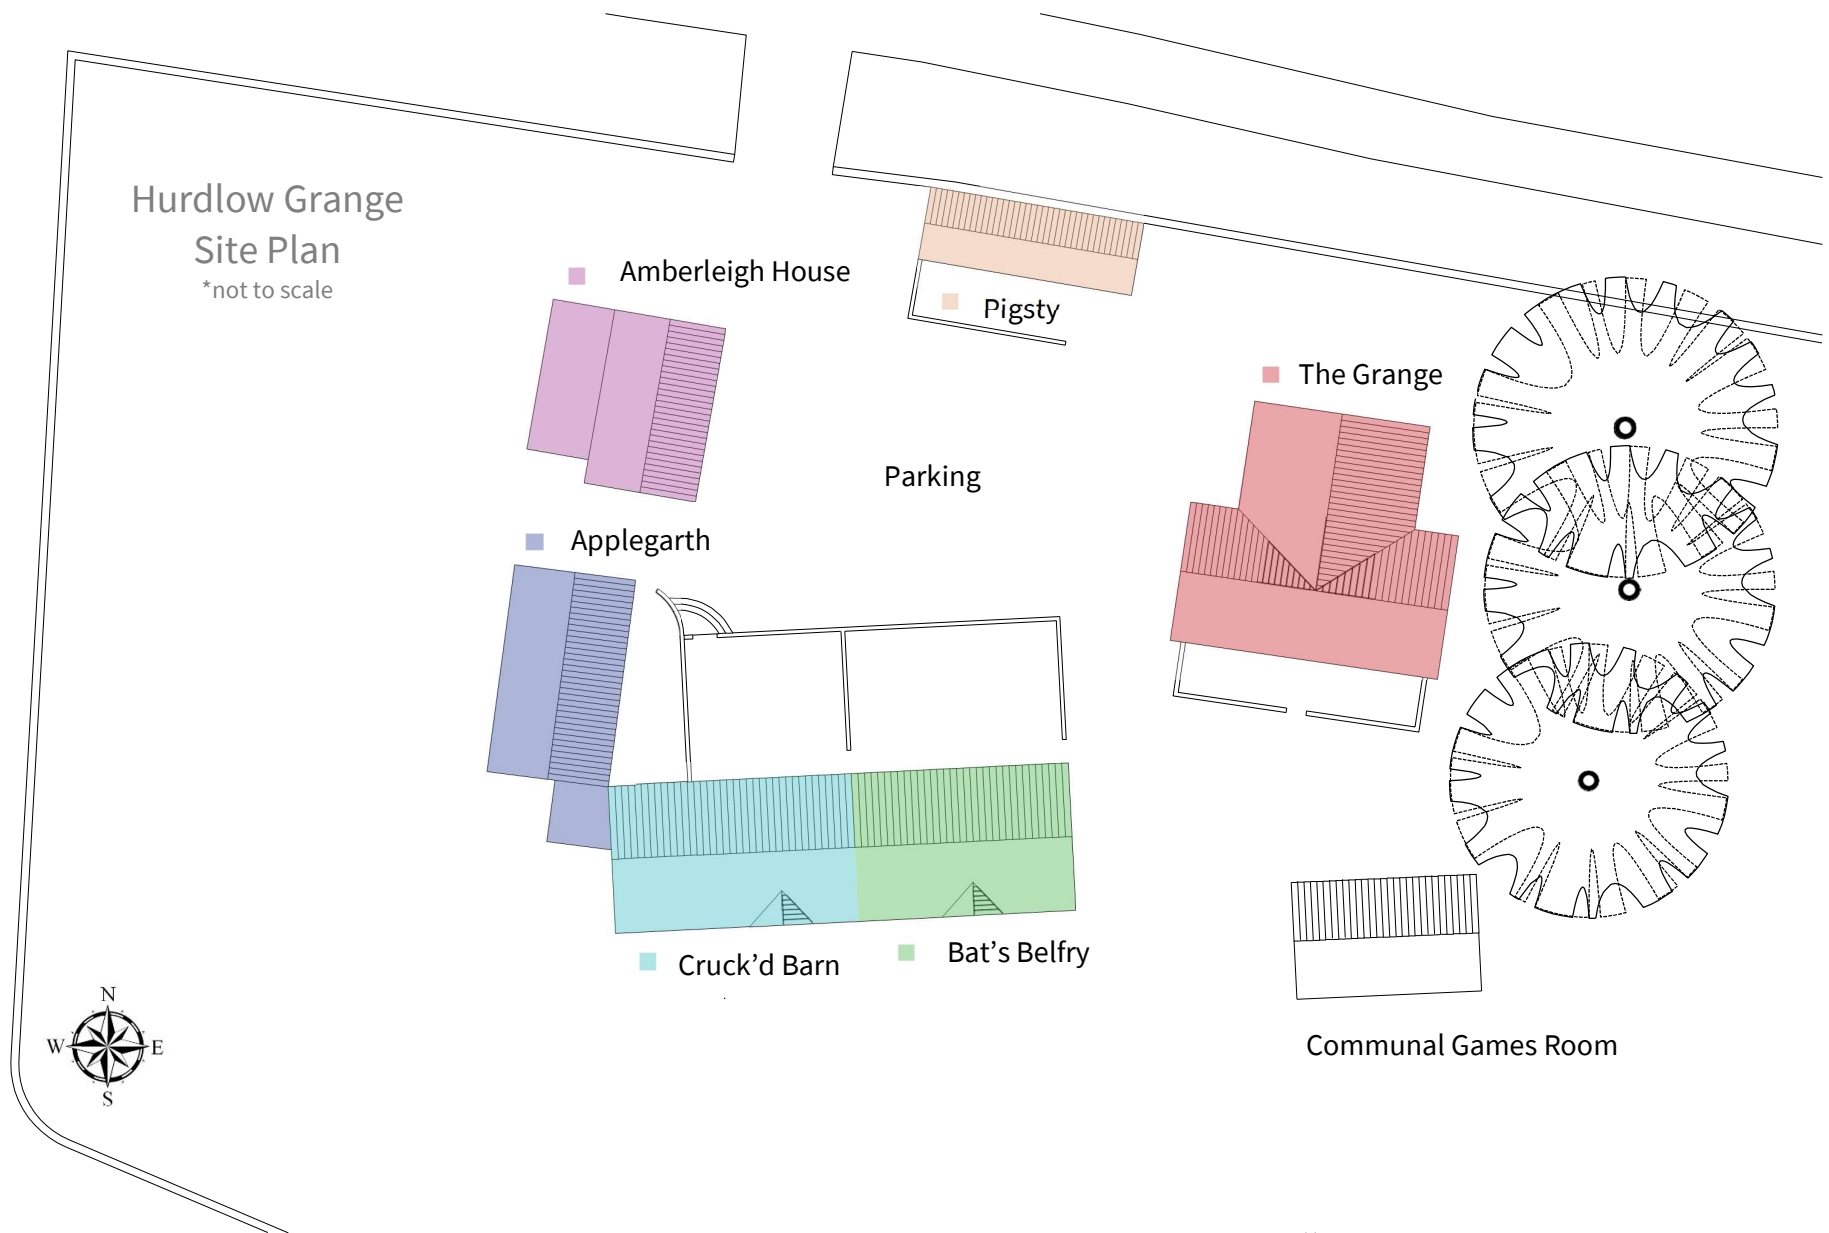 Hurdlow Grange
Site Plan
*not to scale
Amberleigh House
Pigsty
The Grange
Parking
Applegarth
Cruck’d Barn
Bat’s Belfry
Communal Games Room
N
W
E
S